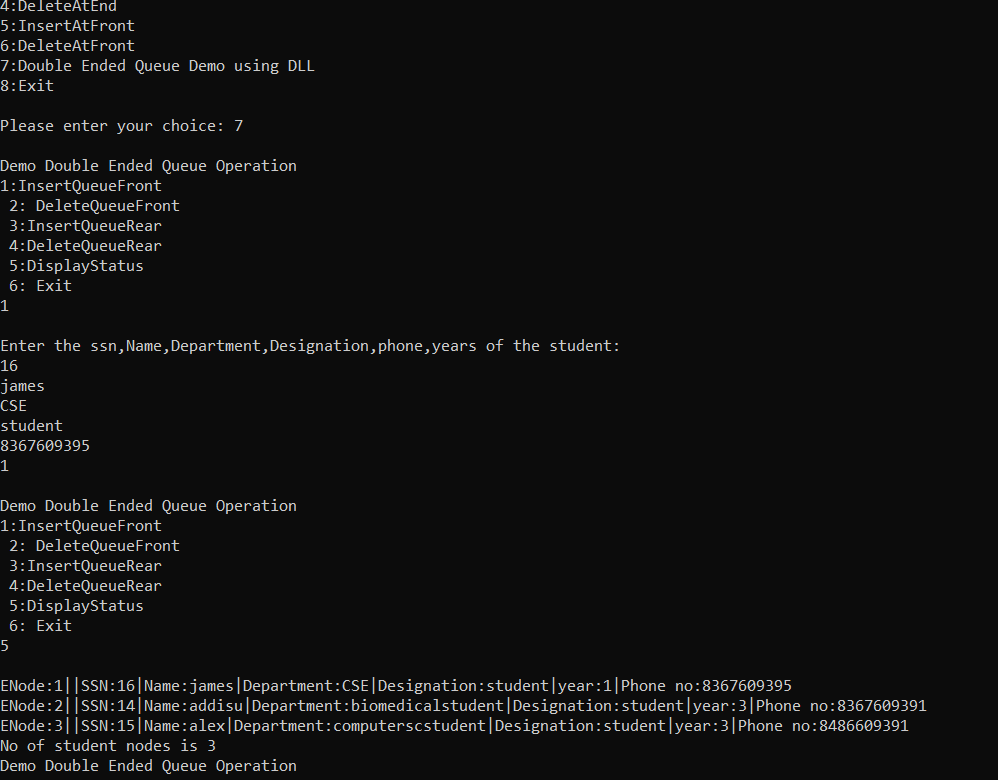 4:DeleteAtEnd
5:InsertAtFront
6:DeleteAtFront
7:Double Ended Queue Demo using DLL
8:Exit
Please enter your choice: 7
Demo Double Ended Queue Operation
1:InsertQueueFront
 2: DeleteQueueFront
 3:InsertQueueRear
 4:DeleteQueueRear
 5:DisplayStatus
 6: Exit
1
Enter the ssn,Name,Department,Designation,phone,years of the student:
16
james
CSE
student
8367609395
1
Demo Double Ended Queue Operation
1:InsertQueueFront
 2: DeleteQueueFront
 3:InsertQueueRear
 4:DeleteQueueRear
 5:DisplayStatus
 6: Exit
5
ENode:1||SSN:16|Name:james|Department:CSE|Designation:student|year:1|Phone no:8367609395
ENode:2||SSN:14|Name:addisu|Department:biomedicalstudent|Designation:student|year:3|Phone no:8367609391
ENode:3||SSN:15|Name:alex|Department:computerscstudent|Designation:student|year:3|Phone no:8486609391
No of student nodes is 3
Demo Double Ended Queue Operation